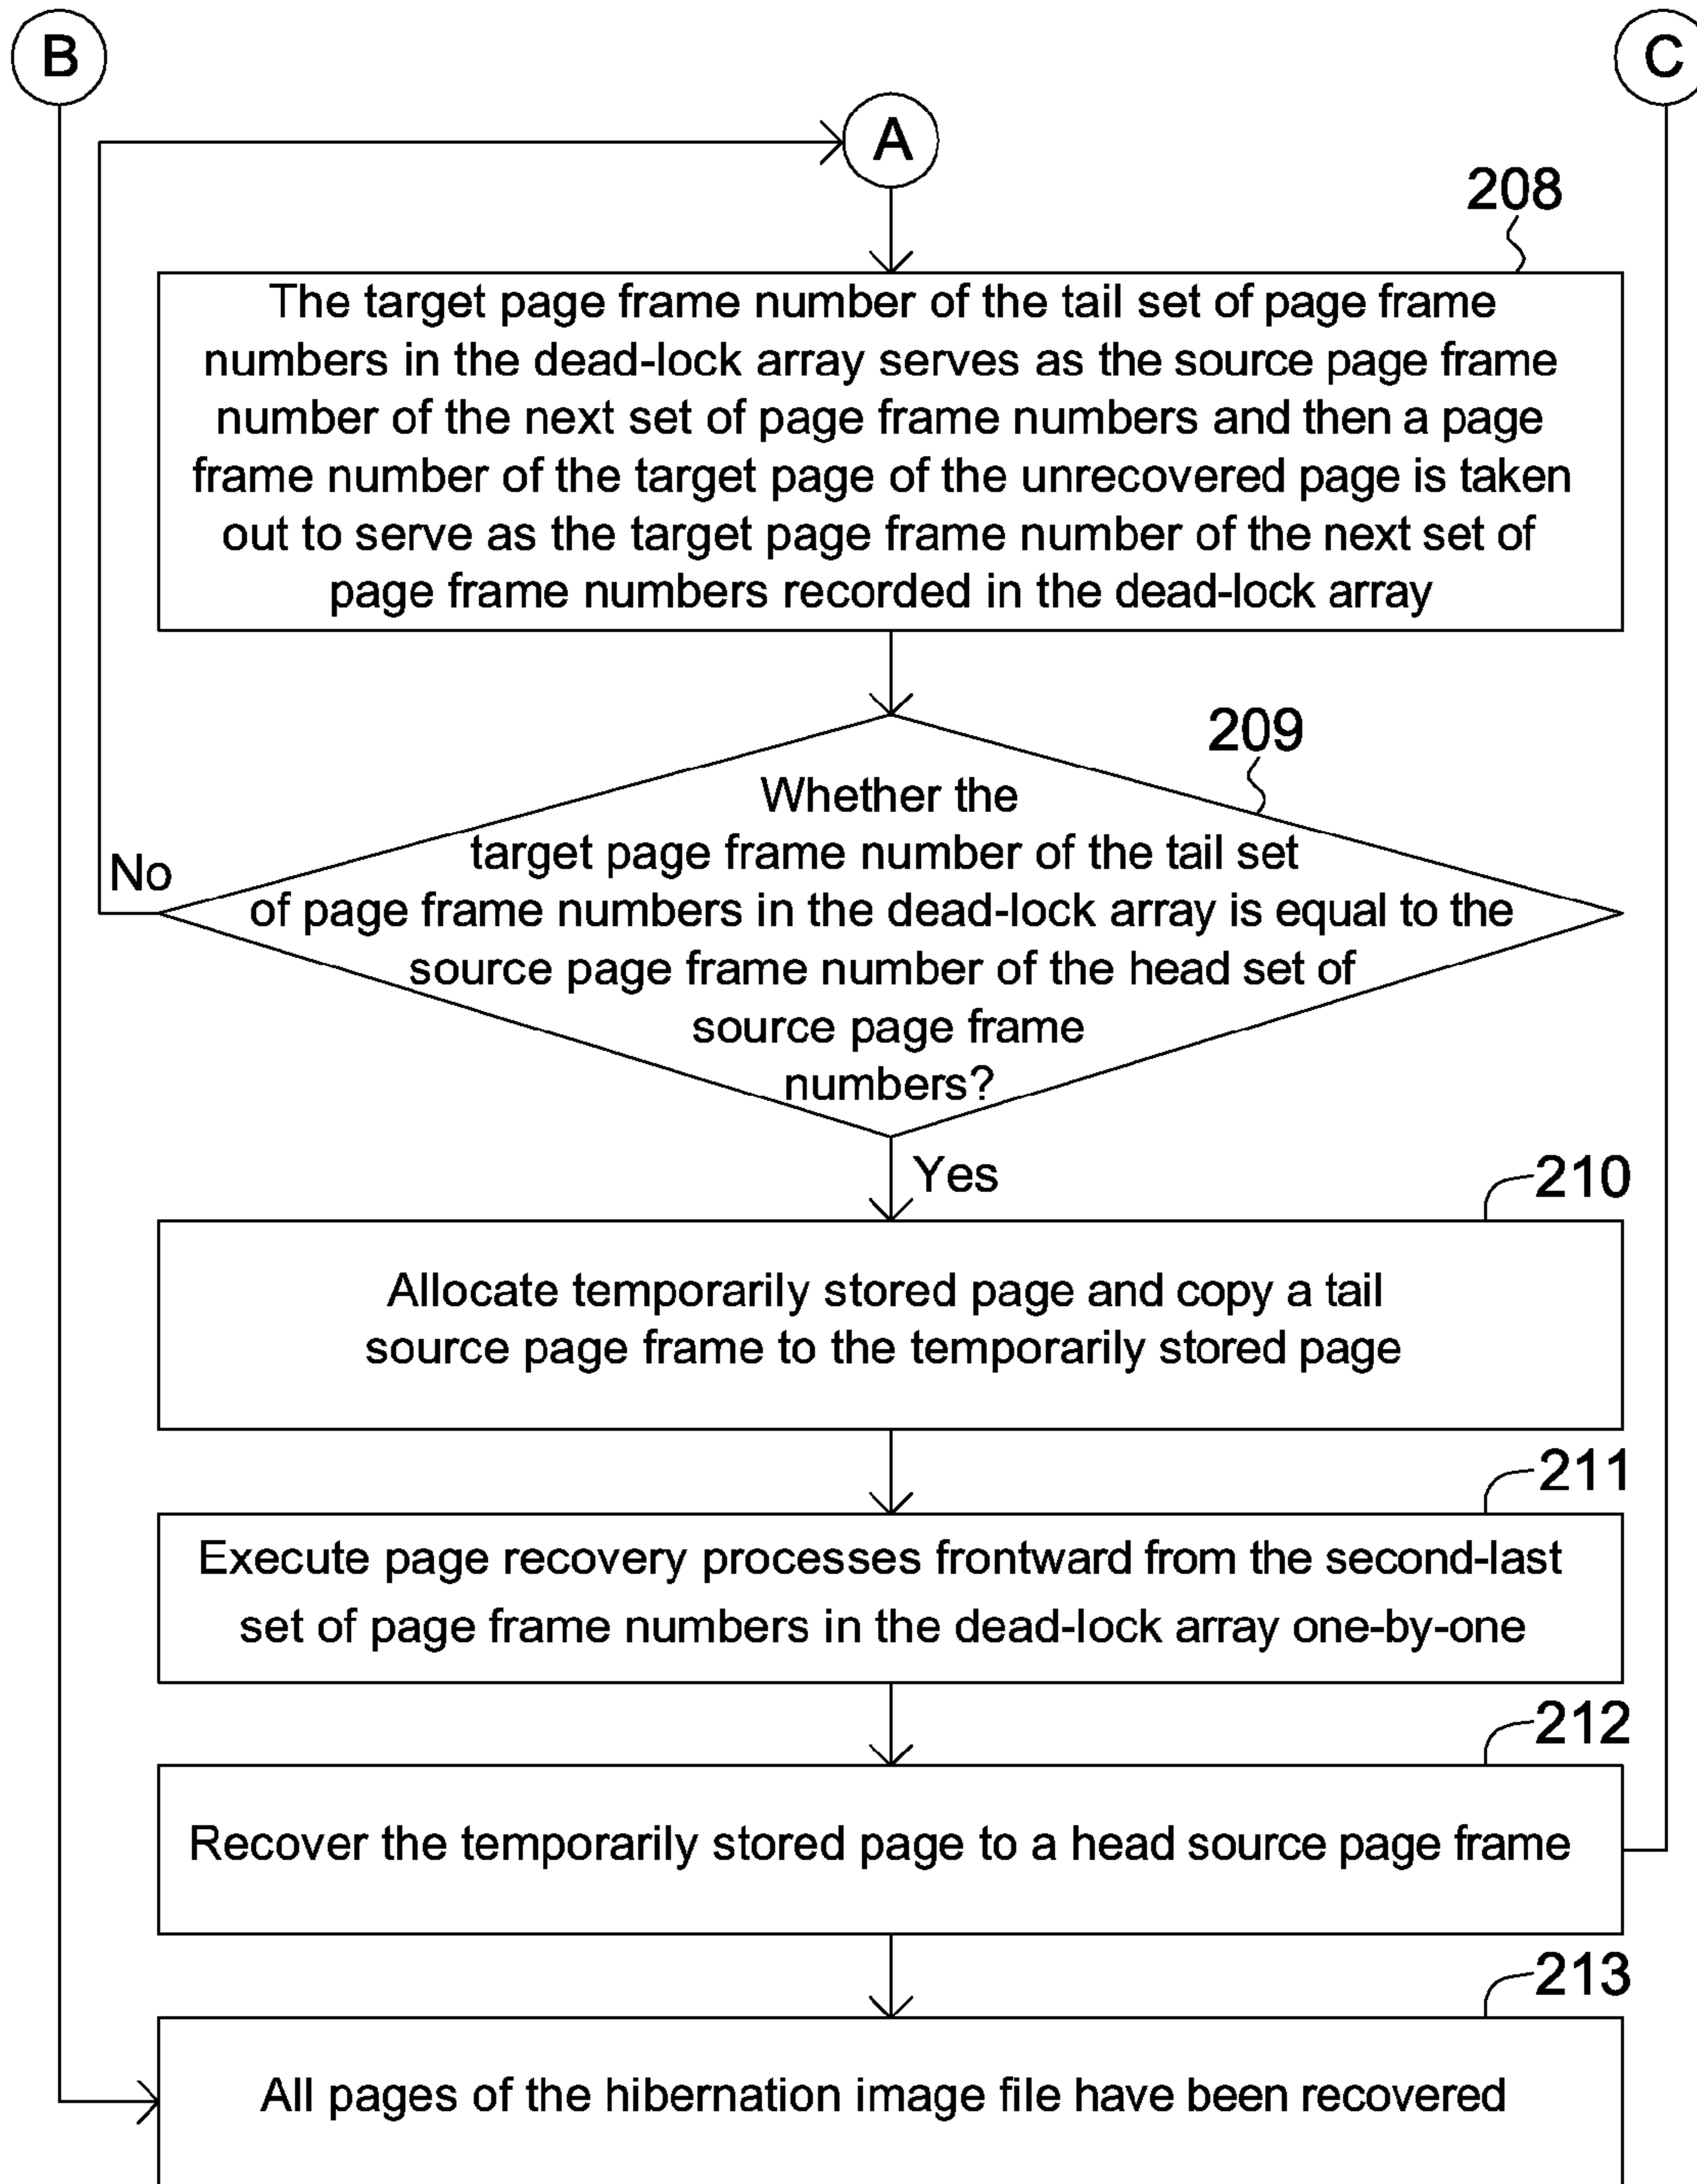 B
C
A
208
The target page frame number of the tail set of page frame
numbers in the dead-lock array serves as the source page frame
number of the next set of page frame numbers and then a page
frame number of the target page of the unrecovered page is taken
out to serve as the target page frame number of the next set of
page frame numbers recorded in the dead-lock array
209
Whether the
target page frame number of the tail set
of page frame numbers in the dead-lock array is equal to the
source page frame number of the head set of
source page frame
numbers?
No
Yes
210
Allocate temporarily stored page and copy a tail
source page frame to the temporarily stored page
211
Execute page recovery processes frontward from the second-last
set of page frame numbers in the dead-lock array one-by-one
212
Recover the temporarily stored page to a head source page frame
213
All pages of the hibernation image file have been recovered